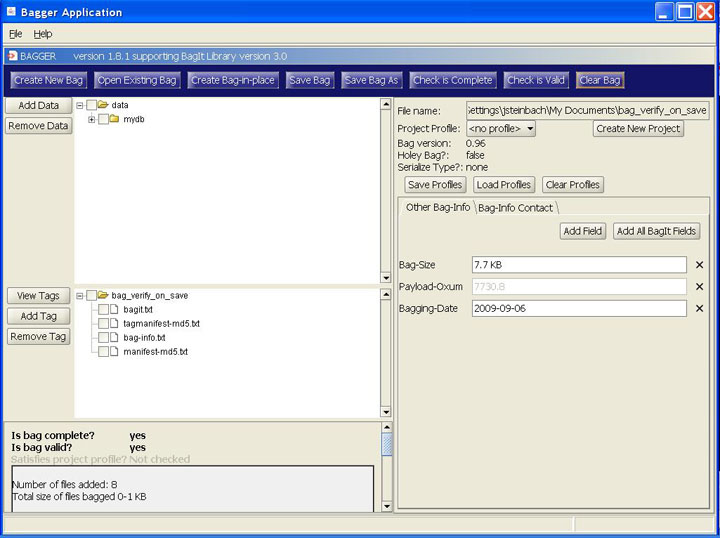 Bagger Application
File Help
BAGGER version 1.8.1 supporting BagIt Library version 3.0
Create New Bag Open Existing Bag Create Bag-in-place Save Bag Save Bag As Check is Complete Check is Valid Clear Bag
Add Data
Remove Data
data
mydb
View Tags
Add Tag
Remove Tag
bag_verify_on_save
bagit.txt
tagmanifest-md5.txt
bag-info.txt
manifest-md5.txt
Is bag complete? yes
Is bag valid? yes
Satisfies project profile? Not checked
Number of files added: 8
Total size of files bagged 0-1 KB
File name: Settings\jsteinbach\My Documents\bag_verify_on_save
Project Profile: <no profile> Create New Project
Bag version: 0.96
Holey Bag?: false
Serialize Type?: none
Save Profiles Load Profiles Clear Profiles
Other Bag-Info Bag-Info Contact
Add Field Add All BagIt Fields
Bag-Size 7.7 KB
Payload-Oxum 7730.8
Bagging-Date 2009-09-06